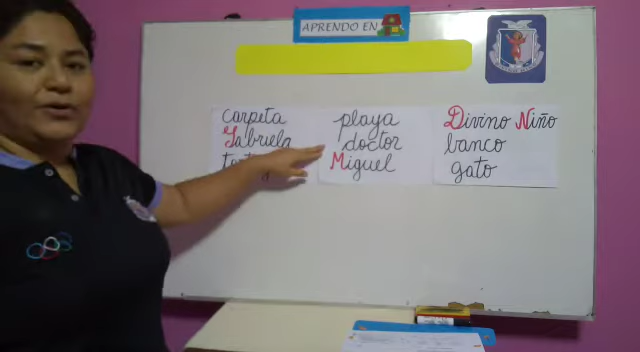 APRENDO EN
carpeta
Gabriela
playa
doctor
Miguel
Divino Niño
banco
gato